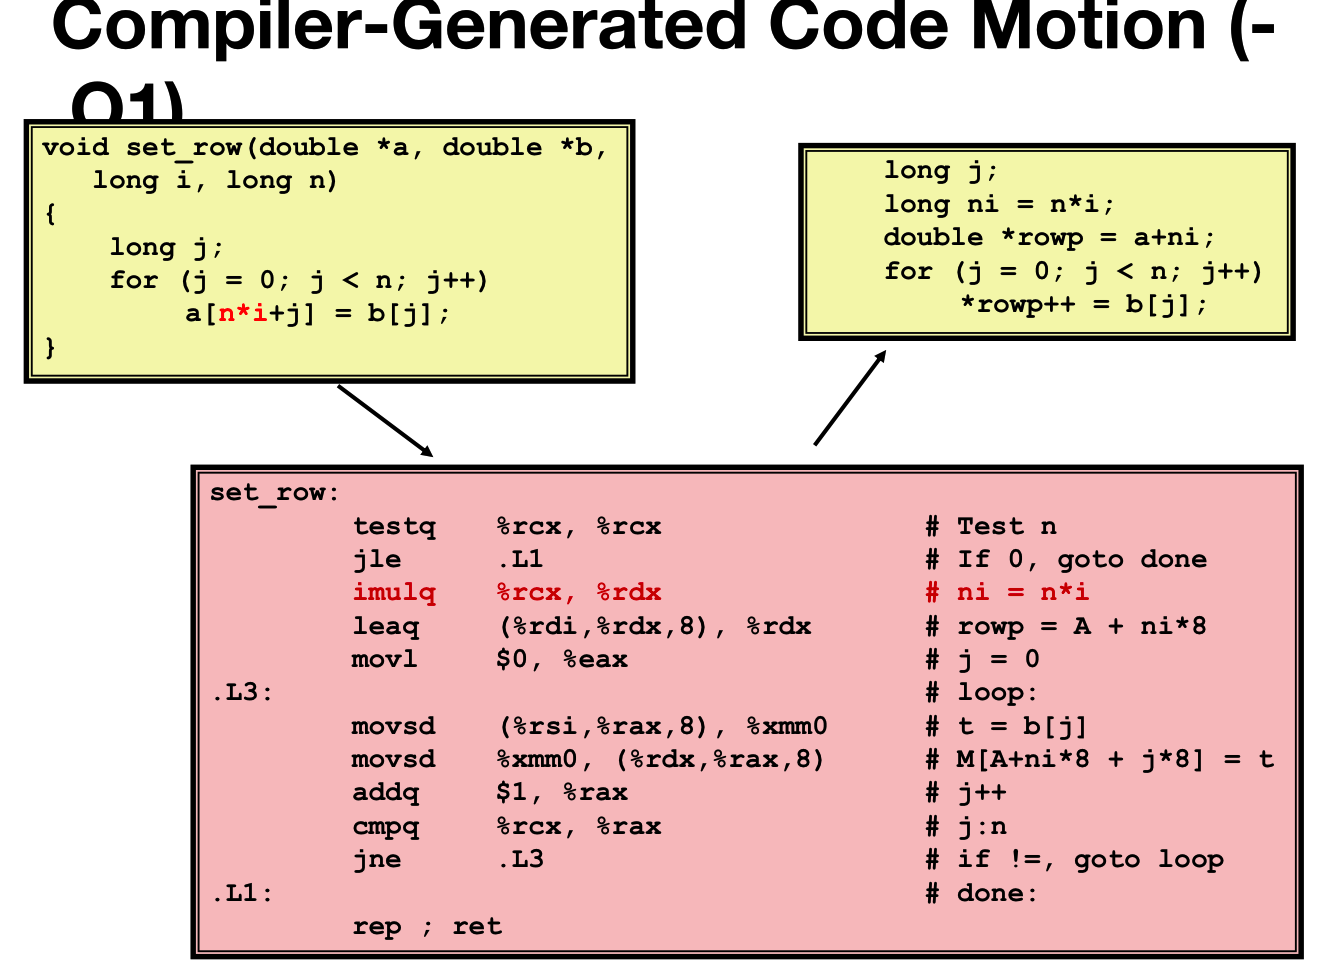 Compiler-Generated Code Motion (-
O1)
void set_row(double *a, double *b,
long i, long n)
{
long j;
for (j = 0; j < n; j++)
a[n*i+j] = b[j];
}
long j;
long ni = n*i;
double *rowp = a+ni;
for (j = 0; j < n; j++)
*rowp++ = b[j];
set_row:
testq %rcx, %rcx # Test n
jle .L1 # If 0, goto done
imulq %rcx, %rdx # ni = n*i
leaq (%rdi,%rdx,8), %rdx # rowp = A + ni*8
movl $0, %eax # j = 0
.L3: # loop:
movsd (%rsi,%rax,8), %xmm0 # t = b[j]
movsd %xmm0, (%rdx,%rax,8) # M[A+ni*8 + j*8] = t
addq $1, %rax # j++
cmpq %rcx, %rax # j:n
jne .L3 # if !=, goto loop
.L1: # done:
rep ; ret